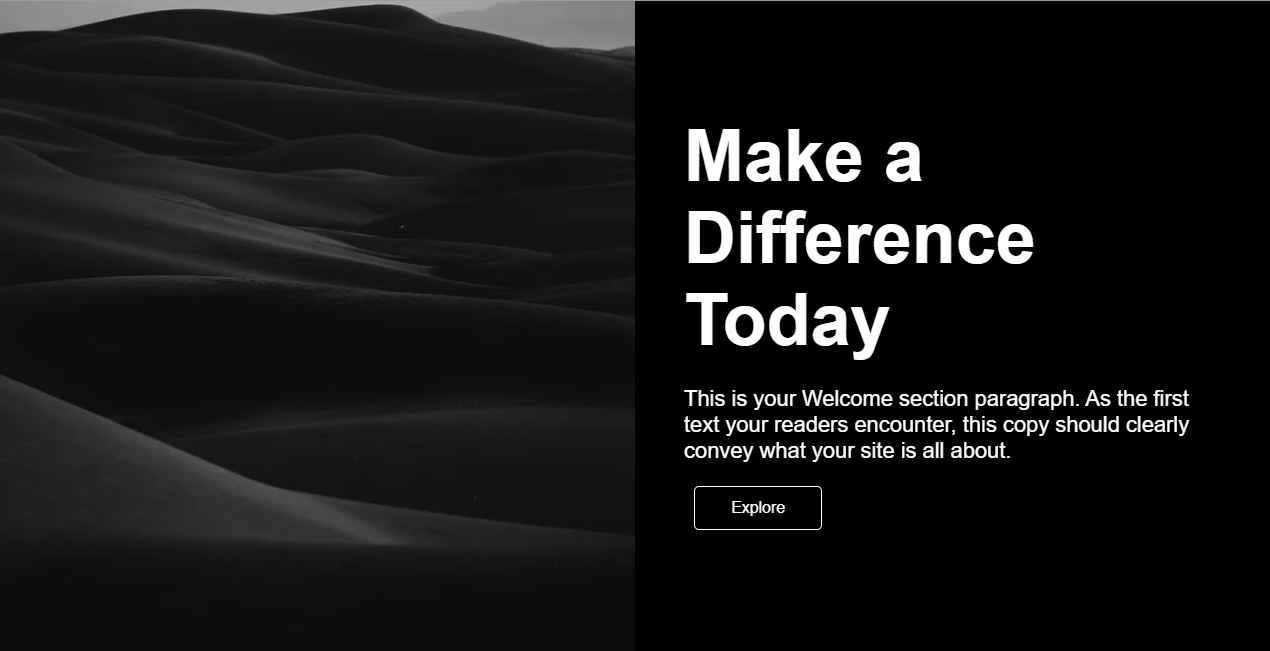 Make a
Difference
Today
This is your Welcome section paragraph. As the first
text your readers encounter, this copy should clearly
convey what your site is all about.
Explore